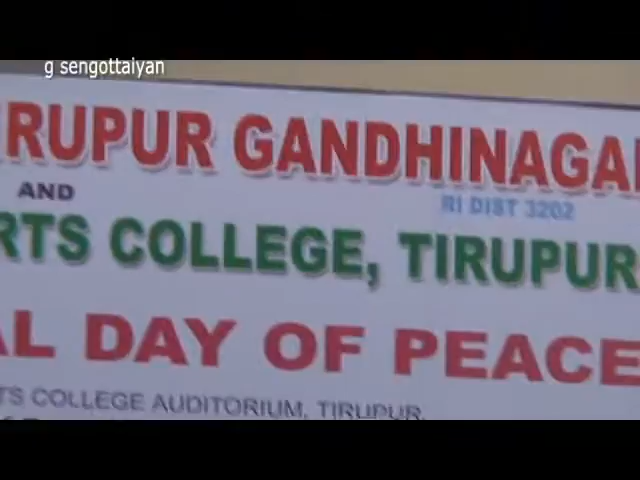 g sengottaiyan
RUPUR GANDHINAGA
AND
RI DIST 3202
RTS COLLEGE, TIRUPUR
AL DAY OF PEACE
TS COLLEGE AUDITORIUM, TIRUPUR.